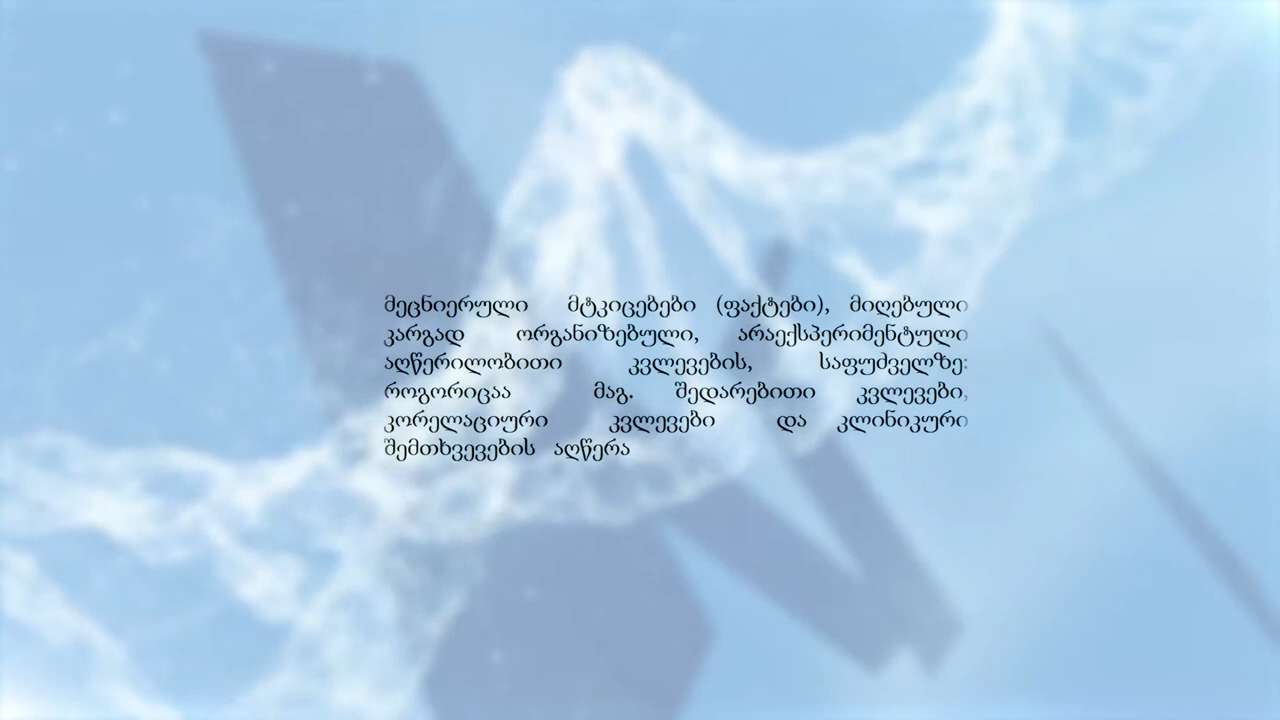 მეცნიერული მტკიცებები (ფაქტები), მიღებული
კარგად ორგანიზებული, არაექსპერიმენტული
აღწერილობითი კვლევების, საფუძველზე:
როგორიცაა მაგ. შედარებითი კვლევები,
კორელაციური კვლევები და კლინიკური
შემთხვევების აღწერა